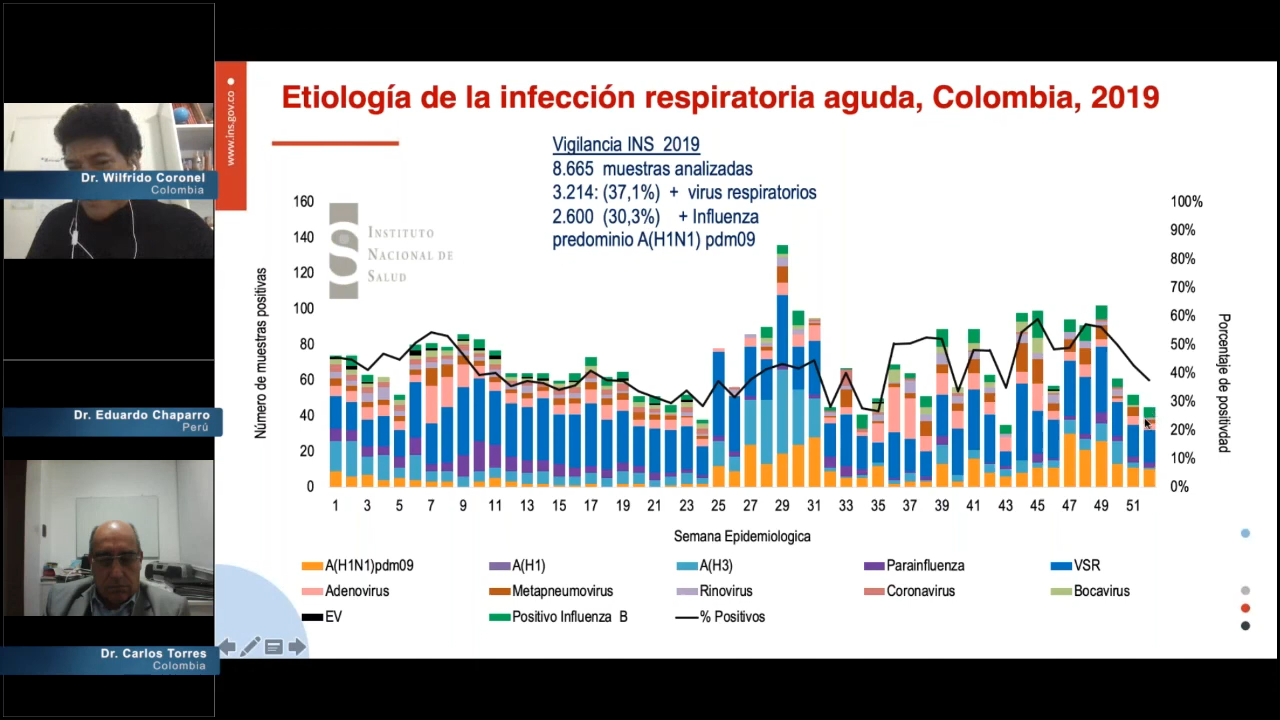 Dr. Wilfrido Coronel
Colombia
Dr. Eduardo Chaparro
Perú
Dr. Carlos Torres
Colombia
www.ins.gov.co
Etiología de la infección respiratoria aguda, Colombia, 2019
Vigilancia INS 2019
8.665 muestras analizadas
3.214: (37,1%) + virus respiratorios
2.600 (30,3%) + Influenza
predominio A(H1N1) pdm09
INSTITUTO
NACIONAL DE
SALUD
Número de muestras positivas
160
140
120
100
80
60
40
20
0
100%
90%
80%
70%
60%
50%
40%
30%
20%
10%
0%
Porcentaje de positivdad
1 3 5 7 9 11 13 15 17 19 21 23 25 27 29 31 33 35 37 39 41 43 45 47 49 51
Semana Epidemiologica
A(H1N1)pdm09 A(H1) A(H3) Parainfluenza VSR
Adenovirus Metapneumovirus Rinovirus Coronavirus Bocavirus
EV Positivo Influenza B % Positivos